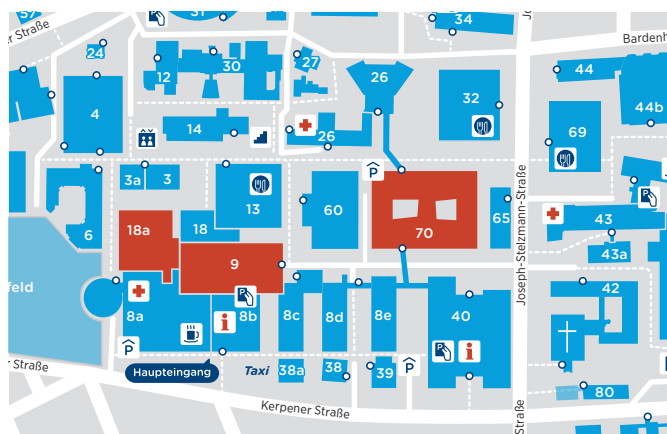 57
er Straße
31
P
34
Jo
Bardenh
24
12
30
27
26
44
4
32
44b
14
26
69
P
3a
3
13
60
70
65
P
6
18a
18
43
9
43a
feld
Joseph-Stelzmann-Straße
8a
P
8b
8c
8d
8e
40
42
i
P
i
P
Haupteingang
Taxi
38a
38
39
P
80
er Straße
Kerpener Straße
Straße